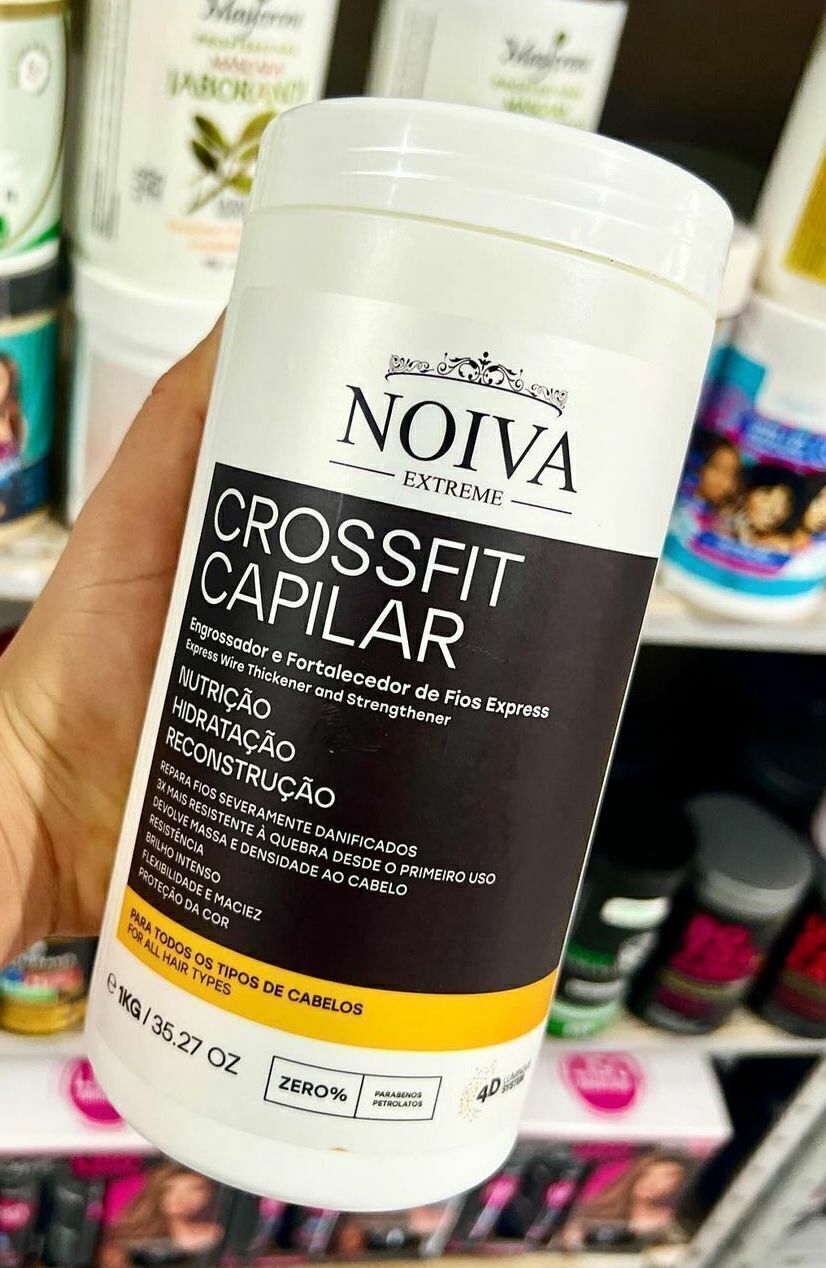 JABORANDI
NOIVA
EXTREME
CROSSFIT
CAPILAR
Engrossador e Fortalecedor de Fios Express
Express Wire Thickener and Strengthener
NUTRIÇÃO
HIDRATAÇÃO
RECONSTRUÇÃO
REPARA FIOS SEVERAMENTE DANIFICADOS
3X MAIS RESISTENTE À QUEBRA DESDE O PRIMEIRO USO
DEVOLVE MASSA E DENSIDADE AO CABELO
RESISTÊNCIA
BRILHO INTENSO
FLEXIBILIDADE E MACIEZ
PROTEÇÃO DA COR
PARA TODOS OS TIPOS DE CABELOS
FOR ALL HAIR TYPES
℮ 1KG / 35.27 OZ
ZERO% PARABENOS
PETROLATOS
4D
SYSTEM